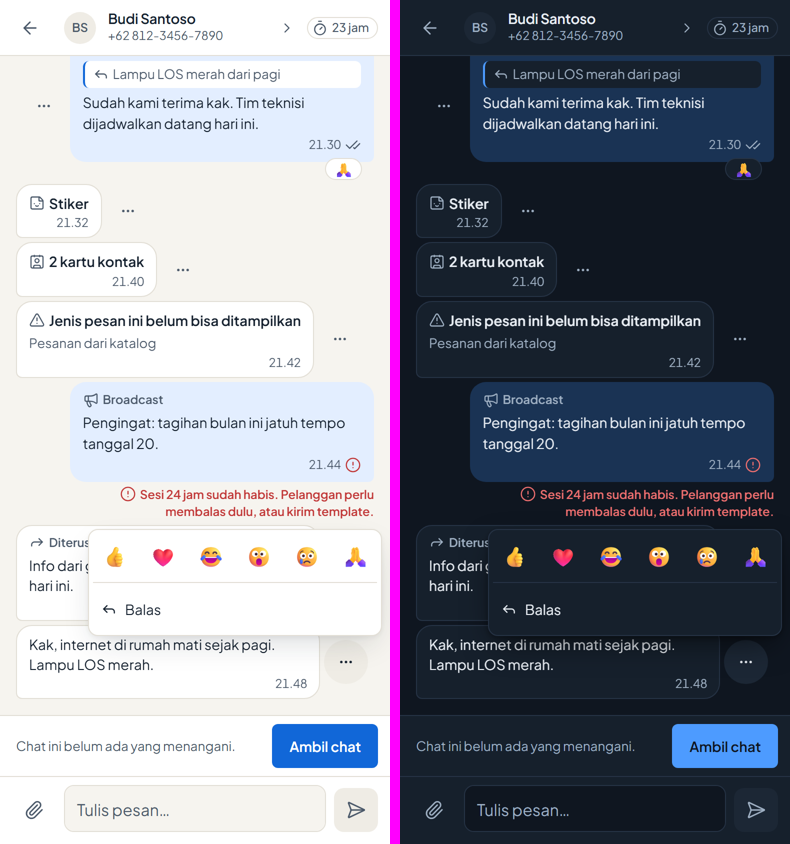 BS
Budi Santoso
+62 812-3456-7890
23 jam
Lampu LOS merah dari pagi
Sudah kami terima kak. Tim teknisi
dijadwalkan datang hari ini.
21.30
Stiker
21.32
2 kartu kontak
21.40
Jenis pesan ini belum bisa ditampilkan
Pesanan dari katalog
21.42
Broadcast
Pengingat: tagihan bulan ini jatuh tempo
tanggal 20.
21.44
Sesi 24 jam sudah habis. Pelanggan perlu
membalas dulu, atau kirim template.
Info dari
hari ini.
Balas
Kak, internet di rumah mati sejak pagi.
Lampu LOS merah.
21.48
Chat ini belum ada yang menangani.
Ambil chat
Tulis pesan...
BS
Budi Santoso
+62 812-3456-7890
23 jam
Lampu LOS merah dari pagi
Sudah kami terima kak. Tim teknisi
dijadwalkan datang hari ini.
21.30
Stiker
21.32
2 kartu kontak
21.40
Jenis pesan ini belum bisa ditampilkan
Pesanan dari katalog
21.42
Broadcast
Pengingat: tagihan bulan ini jatuh tempo
tanggal 20.
21.44
Sesi 24 jam sudah habis. Pelanggan perlu
membalas dulu, atau kirim template.
Info dari
hari ini.
Balas
Kak, internet di rumah mati sejak pagi.
Lampu LOS merah.
21.48
Chat ini belum ada yang menangani.
Ambil chat
Tulis pesan...